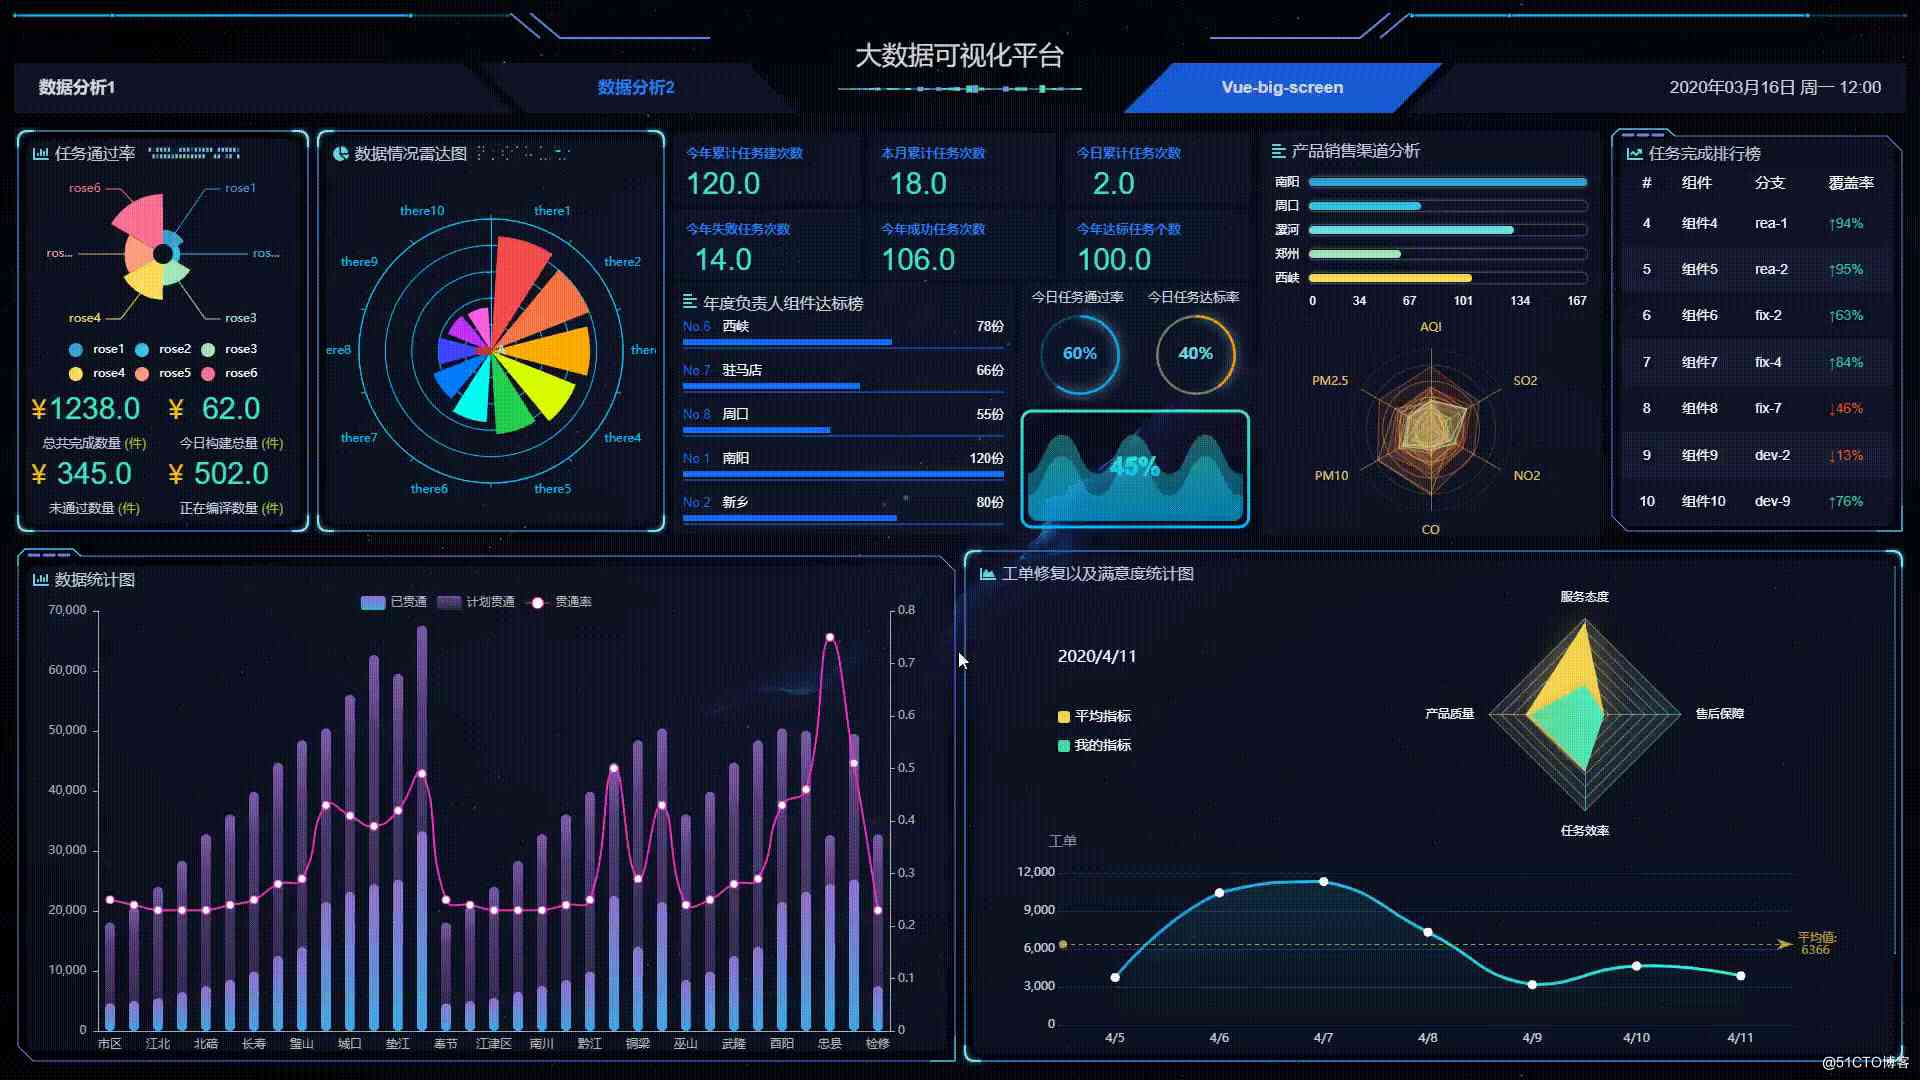 大数据可视化平台
数据分析1
数据分析2
Vue-big-screen
2020年03月16日 周一 12:00
任务通过率
rose6
rose1
ros...
ros...
rose4
rose3
rose1
rose2
rose3
rose4
rose5
rose6
¥1238.0
¥ 62.0
总共完成数量 (件)
今日构建总量 (件)
¥ 345.0
¥ 502.0
未通过数量 (件)
正在编译数量 (件)
数据情况雷达图
there10
there1
there9
there2
ere8
ther
there7
there4
there6
there5
今年累计任务建次数
120.0
本月累计任务次数
18.0
今日累计任务次数
2.0
今年失败任务次数
14.0
今年成功任务次数
106.0
今年达标任务个数
100.0
年度负责人组件达标榜
No.6 西峡 78份
No.7 驻马店 66份
No.8 周口 55份
No.1 南阳 120份
No.2 新乡 80份
今日任务通过率
今日任务达标率
60%
40%
45%
产品销售渠道分析
南阳
周口
漯河
郑州
西峡
0 34 67 101 134 167
AQI
PM2.5
SO2
PM10
NO2
CO
任务完成排行榜
# 组件 分支 覆盖率
4 组件4 rea-1 ↑94%
5 组件5 rea-2 ↑95%
6 组件6 fix-2 ↑63%
7 组件7 fix-4 ↑84%
8 组件8 fix-7 ↓46%
9 组件9 dev-2 ↓13%
10 组件10 dev-9 ↑76%
数据统计图
已贯通
计划贯通
贯通率
70,000
60,000
50,000
40,000
30,000
20,000
10,000
0
0.8
0.7
0.6
0.5
0.4
0.3
0.2
0.1
0
市区 江北 北碚 长寿 璧山 城口 垫江 奉节 江津区 南川 黔江 铜梁 巫山 武隆 酉阳 忠县 检修
工单修复以及满意度统计图
2020/4/11
平均指标
我的指标
服务态度
产品质量
售后保障
任务效率
工单
12,000
9,000
6,000
3,000
0
平均值:
6366
4/5 4/6 4/7 4/8 4/9 4/10 4/11
@51CTO博客